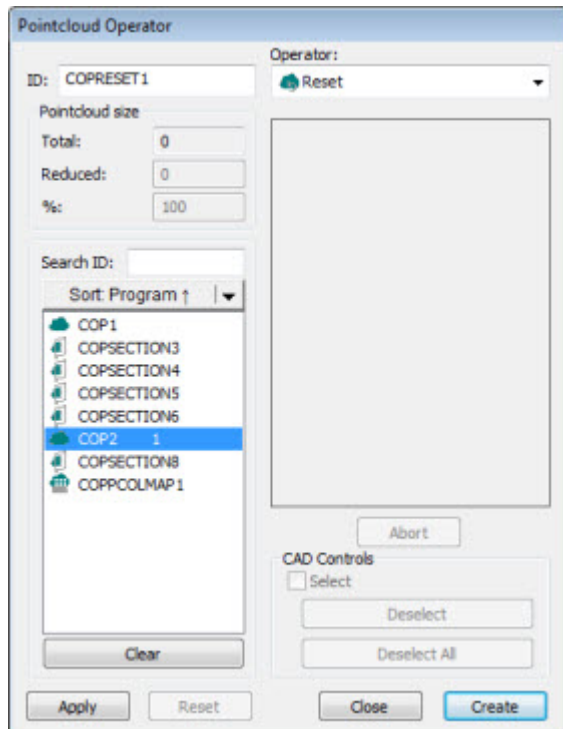 Pointcloud Operator
Operator:
ID: COPRESET1
Reset
Pointcloud size
Total: 0
Reduced: 0
%: 100
Search ID:
Sort: Program ↑
COP1
COPSECTION3
COPSECTION4
COPSECTION5
COPSECTION6
COP2 1
COPSECTION8
COPPCOLMAP1
Clear
Abort
CAD Controls
Select
Deselect
Deselect All
Apply Reset Close Create